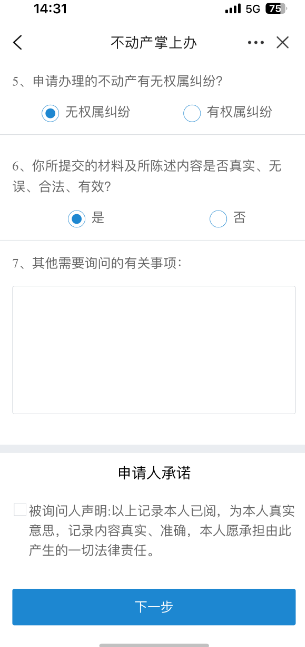 14:31
5G 75
不动产掌上办
5、申请办理的不动产有无权属纠纷?
无权属纠纷 有权属纠纷
6、你所提交的材料及所陈述内容是否真实、无
误、合法、有效?
是 否
7、其他需要询问的有关事项:
申请人承诺
被询问人声明:以上记录本人已阅，为本人真实
意思，记录内容真实、准确，本人愿承担由此
产生的一切法律责任。
下一步